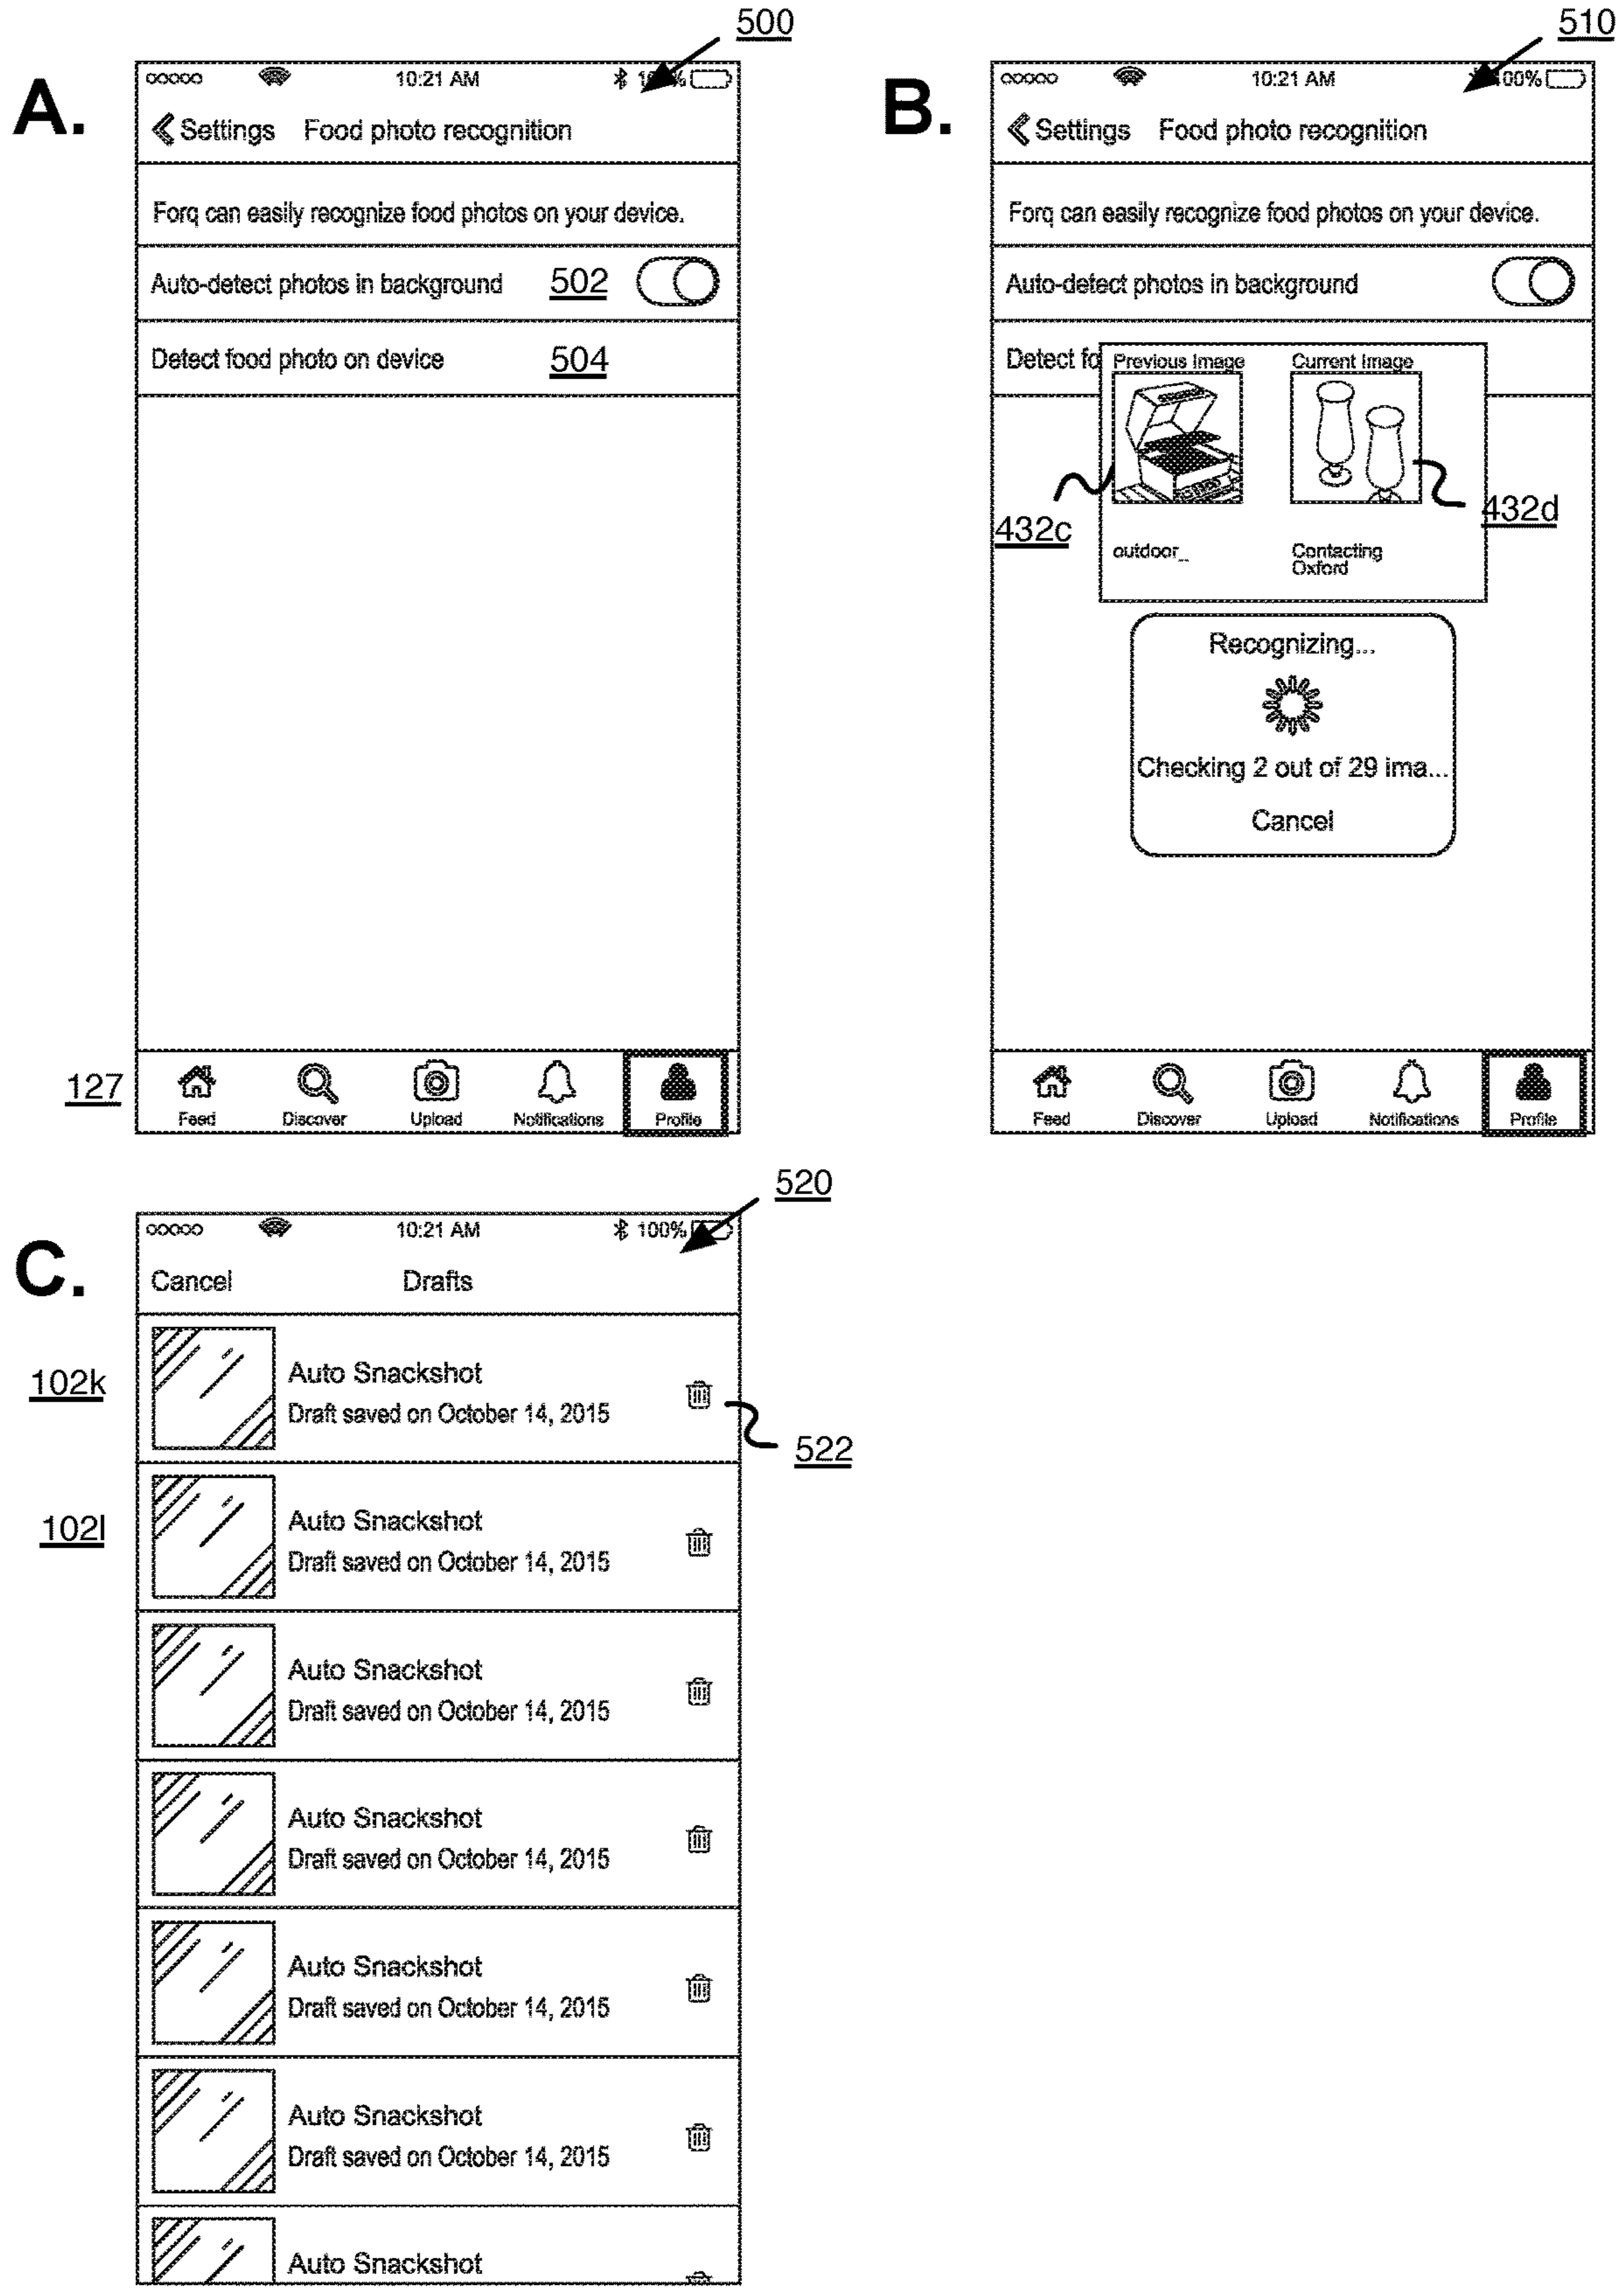 500
A.
10:21 AM
100%
Settings Food photo recognition
Forq can easily recognize food photos on your device.
Auto-detect photos in background 502
Detect food photo on device 504
127
Feed Discover Upload Notifications Profile
510
B.
10:21 AM
100%
Settings Food photo recognition
Forq can easily recognize food photos on your device.
Auto-detect photos in background
Detect fo
Previous Image Current Image
432c 432d
outdoor_ Contacting
Oxford
Recognizing...
Checking 2 out of 29 ima...
Cancel
Feed Discover Upload Notifications Profile
520
C.
10:21 AM 100%
Cancel Drafts
102k
Auto Snackshot
Draft saved on October 14, 2015
522
102l
Auto Snackshot
Draft saved on October 14, 2015
Auto Snackshot
Draft saved on October 14, 2015
Auto Snackshot
Draft saved on October 14, 2015
Auto Snackshot
Draft saved on October 14, 2015
Auto Snackshot
Draft saved on October 14, 2015
Auto Snackshot